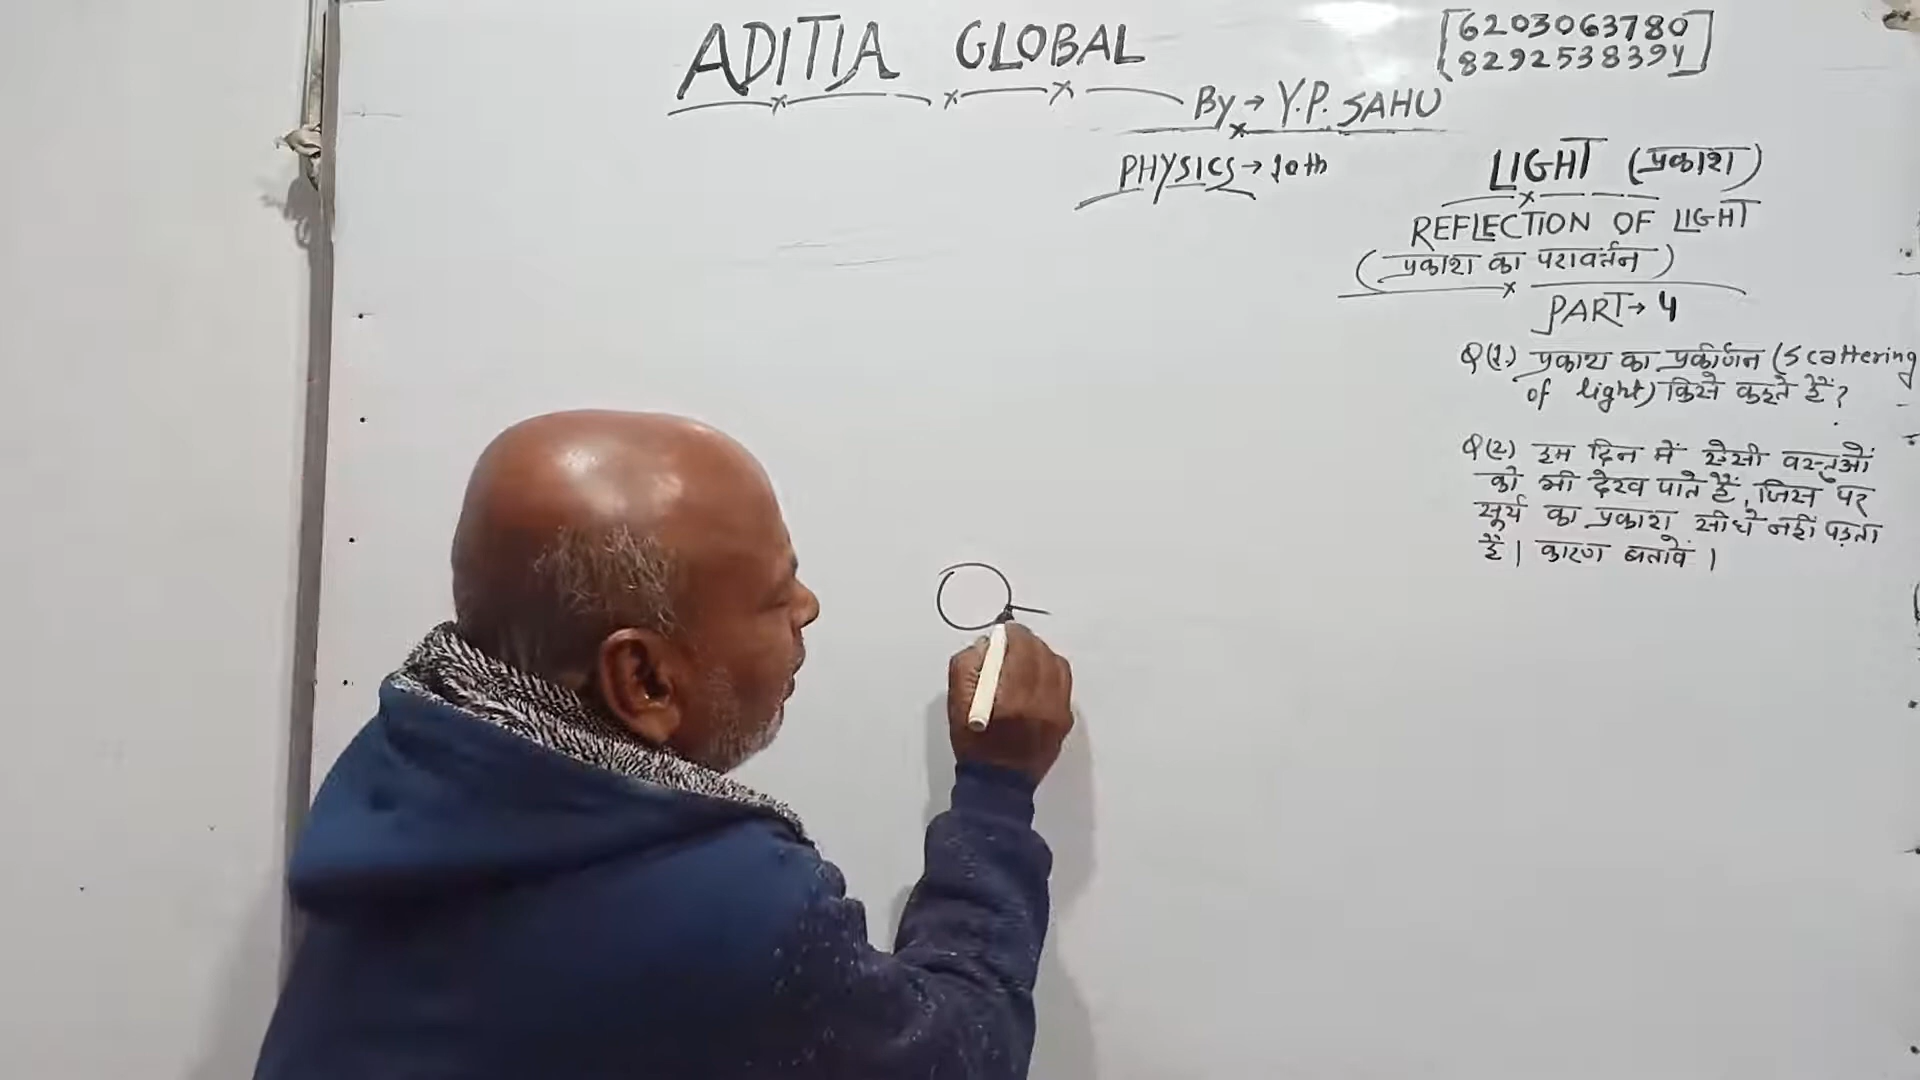 ADITIA GLOBAL
[6203063780
8292538394]
By → Y.P. SAHU
PHYSICS → 10th
LIGHT (प्रकाश)
REFLECTION OF LIGHT
(प्रकाश का परावर्तन)
PART → 4
Q(1.) प्रकाश का प्रकीर्णन (Scattering
of light) किसे कहते हैं?
Q(2.) हम दिन में ऐसी वस्तुओं
को भी देख पाते हैं, जिस पर
सूर्य का प्रकाश सीधे नहीं पड़ता
है। कारण बतावें।